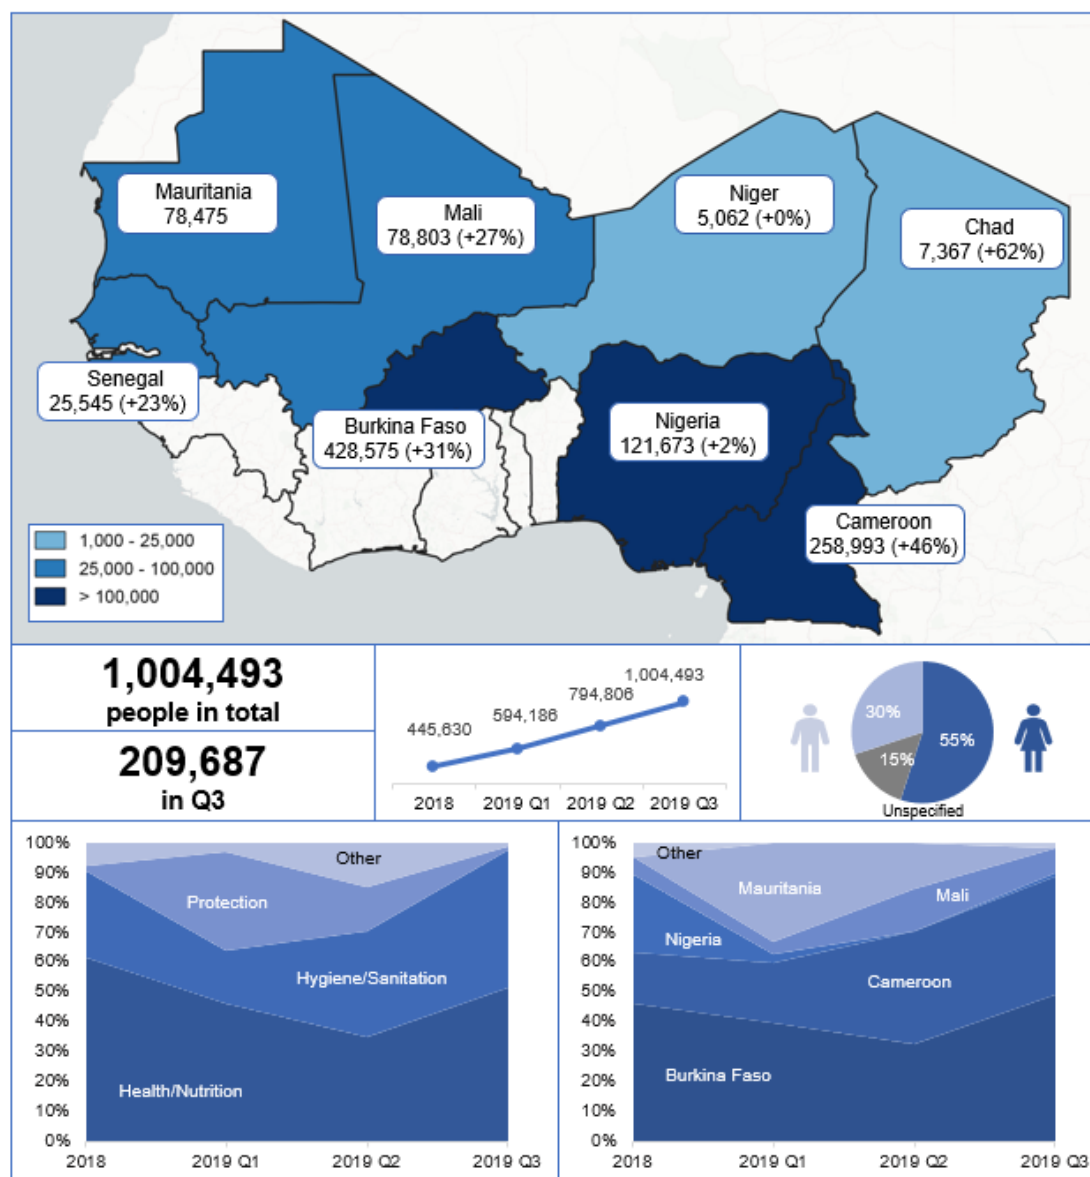 Mauritania
78,475
Mali
78,803 (+27%)
Niger
5,062 (+0%)
Chad
7,367 (+62%)
Senegal
25,545 (+23%)
Burkina Faso
428,575 (+31%)
Nigeria
121,673 (+2%)
Cameroon
258,993 (+46%)
1,000 - 25,000
25,000 - 100,000
> 100,000
1,004,493
people in total
209,687
in Q3
445,630
594,186
794,806
1,004,493
2018
2019 Q1
2019 Q2
2019 Q3
30%
55%
15%
Unspecified
100%
90%
80%
70%
60%
50%
40%
30%
20%
10%
0%
Other
Protection
Hygiene/Sanitation
Health/Nutrition
2018
2019 Q1
2019 Q2
2019 Q3
100%
90%
80%
70%
60%
50%
40%
30%
20%
10%
0%
Other
Mauritania
Mali
Nigeria
Cameroon
Burkina Faso
2018
2019 Q1
2019 Q2
2019 Q3